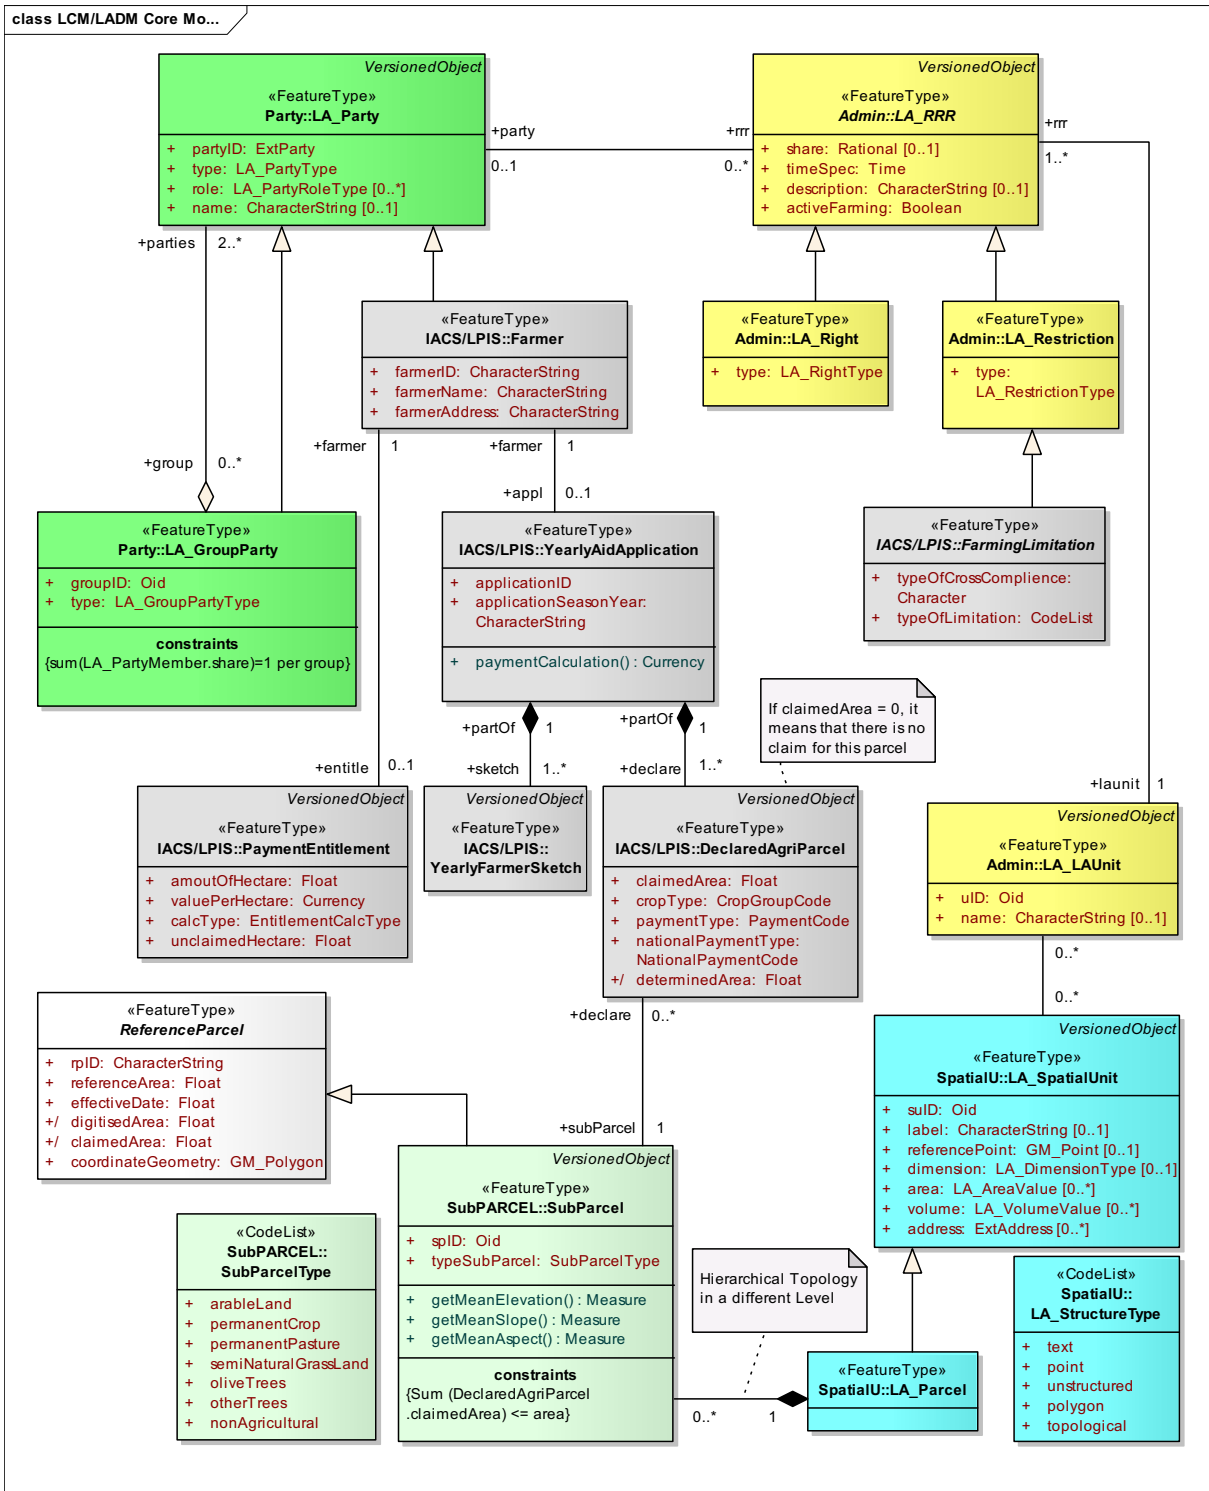 class LCM/LADM Core Mo...
VersionedObject
«FeatureType»
Party::LA_Party
+ partyID: ExtParty
+ type: LA_PartyType
+ role: LA_PartyRoleType [0..*]
+ name: CharacterString [0..1]
+party
0..1
+rrr
0..*
VersionedObject
«FeatureType»
Admin::LA_RRR
+ share: Rational [0..1]
+ timeSpec: Time
+ description: CharacterString [0..1]
+ activeFarming: Boolean
+rrr
1..*
+parties 2..*
«FeatureType»
IACS/LPIS::Farmer
+ farmerID: CharacterString
+ farmerName: CharacterString
+ farmerAddress: CharacterString
«FeatureType»
Admin::LA_Right
+ type: LA_RightType
«FeatureType»
Admin::LA_Restriction
+ type:
LA_RestrictionType
+farmer 1
+farmer 1
+group 0..*
+appl 0..1
«FeatureType»
Party::LA_GroupParty
+ groupID: Oid
+ type: LA_GroupPartyType
constraints
{sum(LA_PartyMember.share)=1 per group}
«FeatureType»
IACS/LPIS::YearlyAidApplication
+ applicationID
+ applicationSeasonYear:
CharacterString
+ paymentCalculation() : Currency
«FeatureType»
IACS/LPIS::FarmingLimitation
+ typeOfCrossComplience:
Character
+ typeOfLimitation: CodeList
If claimedArea = 0, it
means that there is no
claim for this parcel
+partOf 1
+partOf 1
+entitle 0..1
+sketch 1..*
+declare 1..*
+launit 1
VersionedObject
«FeatureType»
IACS/LPIS::PaymentEntitlement
+ amoutOfHectare: Float
+ valuePerHectare: Currency
+ calcType: EntitlementCalcType
+ unclaimedHectare: Float
VersionedObject
«FeatureType»
IACS/LPIS::
YearlyFarmerSketch
VersionedObject
«FeatureType»
IACS/LPIS::DeclaredAgriParcel
+ claimedArea: Float
+ cropType: CropGroupCode
+ paymentType: PaymentCode
+ nationalPaymentType:
NationalPaymentCode
+/ determinedArea: Float
VersionedObject
«FeatureType»
Admin::LA_LAUnit
+ uID: Oid
+ name: CharacterString [0..1]
0..*
0..*
+declare 0..*
«FeatureType»
ReferenceParcel
+ rpID: CharacterString
+ referenceArea: Float
+ effectiveDate: Float
+/ digitisedArea: Float
+/ claimedArea: Float
+ coordinateGeometry: GM_Polygon
VersionedObject
«FeatureType»
SpatialU::LA_SpatialUnit
+ suID: Oid
+ label: CharacterString [0..1]
+ referencePoint: GM_Point [0..1]
+ dimension: LA_DimensionType [0..1]
+ area: LA_AreaValue [0..*]
+ volume: LA_VolumeValue [0..*]
+ address: ExtAddress [0..*]
+subParcel 1
VersionedObject
«FeatureType»
SubPARCEL::SubParcel
+ spID: Oid
+ typeSubParcel: SubParcelType
+ getMeanElevation() : Measure
+ getMeanSlope() : Measure
+ getMeanAspect() : Measure
constraints
{Sum (DeclaredAgriParcel
.claimedArea) <= area}
«CodeList»
SubPARCEL::
SubParcelType
+ arableLand
+ permanentCrop
+ permanentPasture
+ semiNaturalGrassLand
+ oliveTrees
+ otherTrees
+ nonAgricultural
Hierarchical Topology
in a different Level
0..* 1
«FeatureType»
SpatialU::LA_Parcel
«CodeList»
SpatialU::
LA_StructureType
+ text
+ point
+ unstructured
+ polygon
+ topological